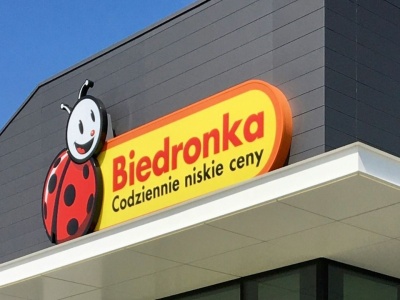 Biedronka
Codziennie niskie ceny